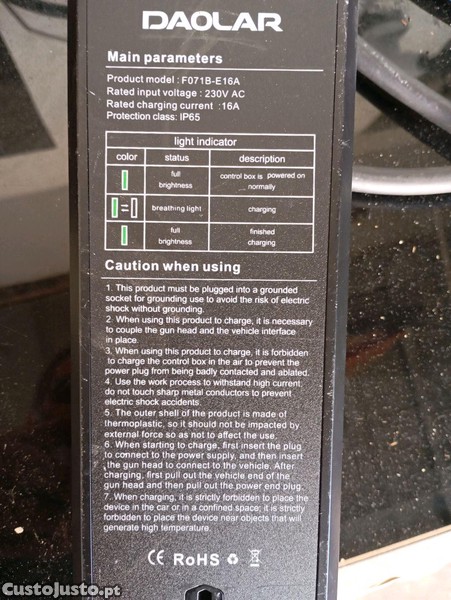 DAOLAR
Main parameters
Product model : F071B-E16A
Rated input voltage : 230V AC
Rated charging current :16A
Protection class: IP65
light indicator
color status description
full brightness control box is powered on normally
= breathing light charging
full brightness finished charging
Caution when using
1. This product must be plugged into a grounded
socket for grounding use to avoid the risk of electric
shock without grounding.
2. When using this product to charge, it is necessary
to couple the gun head and the vehicle interface
in place.
3. When using this product to charge, it is forbidden
to charge the control box in the air to prevent the
power plug from being badly contacted and ablated.
4. Use the work process to withstand high current,
do not touch sharp metal conductors to prevent
electric shock accidents.
5. The outer shell of the product is made of
thermoplastic, so it should not be impacted by
external force so as not to affect the use.
6. When starting to charge, first insert the plug
to connect to the power supply, and then insert
the gun head to connect to the vehicle. After
charging, first pull out the vehicle end of the
gun head and then pull out the power end plug.
7. When charging, it is strictly forbidden to place the
device in the car or in a confined space; it is strictly
forbidden to place the device near objects that will
generate high temperature.
CE RoHS
CustoJusto.pt